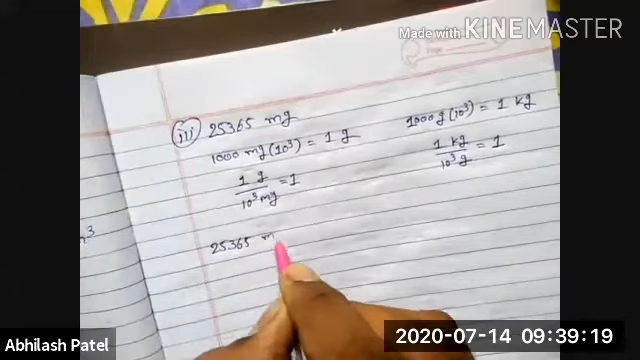 Made with KINEMASTER
iii) 25365 mg
1000 mg (10³) = 1 g
1 g / 10³ mg = 1
1000 g (10³) = 1 kg
1 kg / 10³ g = 1
25365 m
Abhilash Patel
2020-07-14 09:39:19